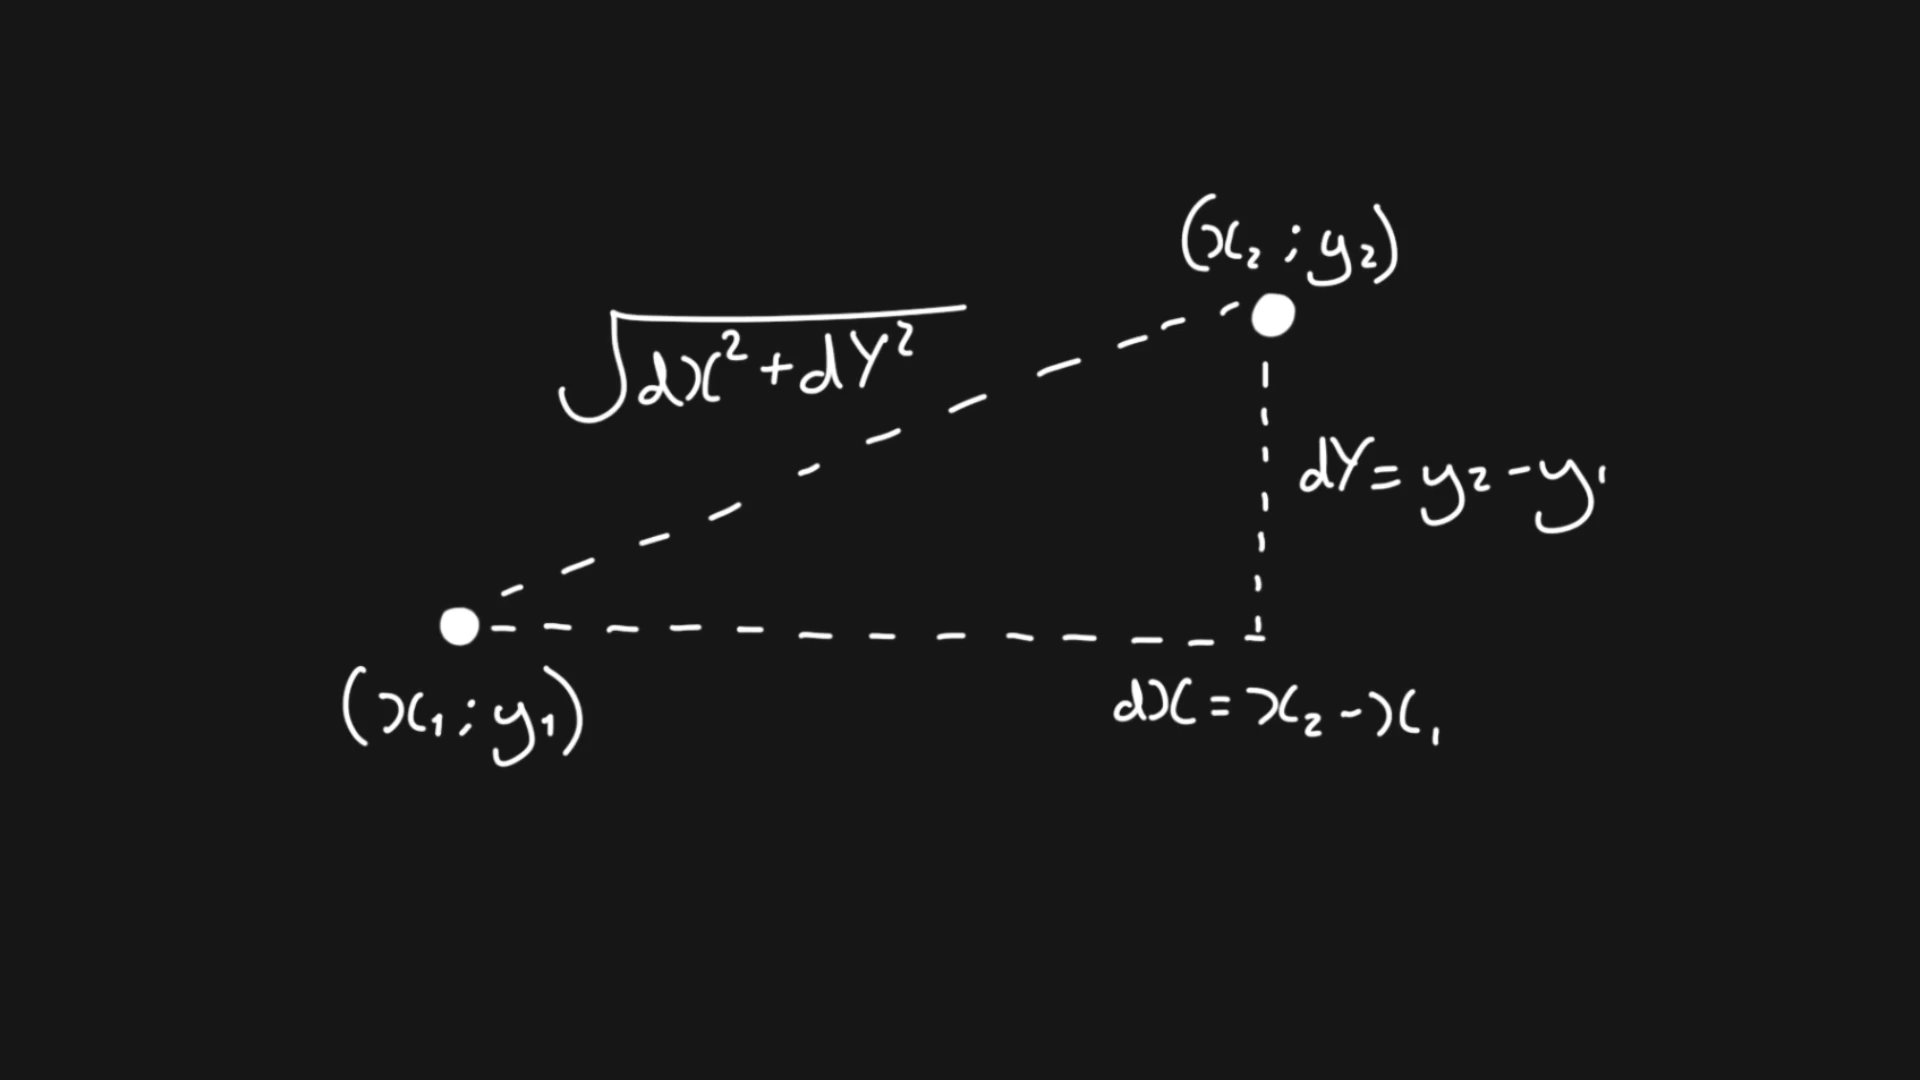 (x₂ ; y₂)
√dx² + dY²
dY = y₂ - y₁
(x₁ ; y₁)
dx = x₂ - x₁